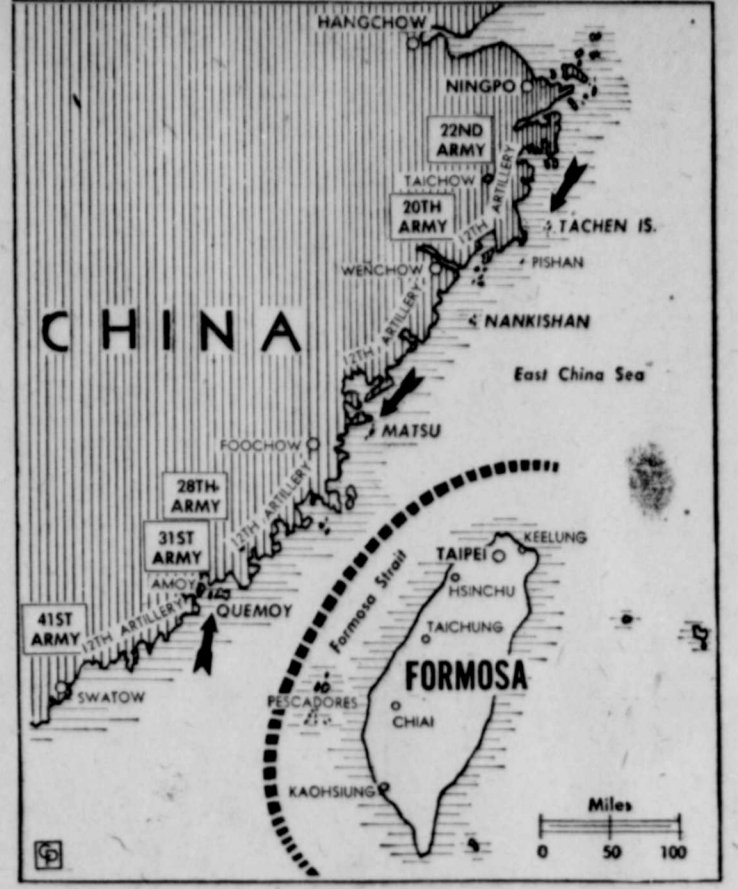 HANGCHOW
NINGPO
22ND
ARMY
TAICHOW
12TH ARTILLERY
20TH
ARMY
TACHEN IS.
WENCHOW
PISHAN
CHINA
12TH ARTILLERY
NANKISHAN
East China Sea
MATSU
FOOCHOW
28TH
ARMY
12TH ARTILLERY
31ST
ARMY
AMOY
QUEMOY
41ST
ARMY
12TH ARTILLERY
SWATOW
Formosa Strait
KEELUNG
TAIPEI
HSINCHU
TAICHUNG
FORMOSA
PESCADORES
CHIAI
KAOHSIUNG
Miles
0 50 100
CP